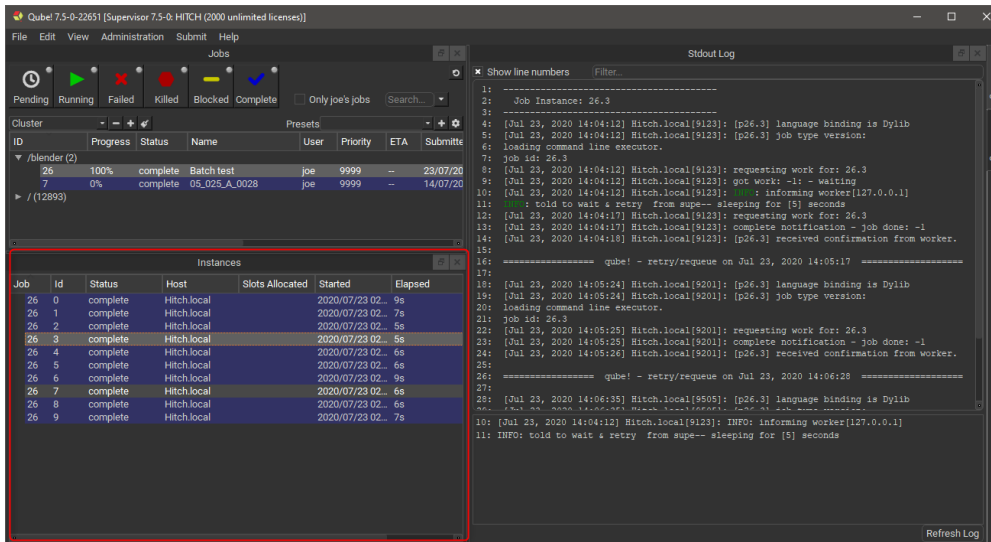 Qube! 7.5-0-22651 [Supervisor 7.5-0: HITCH (2000 unlimited licenses)]
File Edit View Administration Submit Help
Jobs
Pending Running Failed Killed Blocked Complete Only joe's jobs Search...
Cluster Presets
ID Progress Status Name User Priority ETA Submitte
/blender (2)
26 100% complete Batch test joe 9999 -- 23/07/20
7 0% complete 05_025_A_0028 joe 9999 -- 14/07/20
/ (12893)
Instances
Job Id Status Host Slots Allocated Started Elapsed
26 0 complete Hitch.local 2020/07/23 02... 9s
26 1 complete Hitch.local 2020/07/23 02... 7s
26 2 complete Hitch.local 2020/07/23 02... 5s
26 3 complete Hitch.local 2020/07/23 02... 5s
26 4 complete Hitch.local 2020/07/23 02... 6s
26 5 complete Hitch.local 2020/07/23 02... 6s
26 6 complete Hitch.local 2020/07/23 02... 9s
26 7 complete Hitch.local 2020/07/23 02... 6s
26 8 complete Hitch.local 2020/07/23 02... 6s
26 9 complete Hitch.local 2020/07/23 02... 7s
Stdout Log
Show line numbers Filter...
1: ----------------------------------------
2: Job Instance: 26.3
3: ----------------------------------------
4: [Jul 23, 2020 14:04:12] Hitch.local[9123]: [p26.3] language binding is Dylib
5: [Jul 23, 2020 14:04:12] Hitch.local[9123]: [p26.3] job type version:
6: loading command line executor.
7: job id: 26.3
8: [Jul 23, 2020 14:04:12] Hitch.local[9123]: requesting work for: 26.3
9: [Jul 23, 2020 14:04:12] Hitch.local[9123]: got work: -1: - waiting
10: [Jul 23, 2020 14:04:12] Hitch.local[9123]: INFO: informing worker[127.0.0.1]
11: INFO: told to wait & retry from supe-- sleeping for [5] seconds
12: [Jul 23, 2020 14:04:17] Hitch.local[9123]: requesting work for: 26.3
13: [Jul 23, 2020 14:04:17] Hitch.local[9123]: complete notification - job done: -1
14: [Jul 23, 2020 14:04:18] Hitch.local[9123]: [p26.3] received confirmation from worker.
15:
16: ================= qube! - retry/requeue on Jul 23, 2020 14:05:17 ===================
17:
18: [Jul 23, 2020 14:05:24] Hitch.local[9201]: [p26.3] language binding is Dylib
19: [Jul 23, 2020 14:05:24] Hitch.local[9201]: [p26.3] job type version:
20: loading command line executor.
21: job id: 26.3
22: [Jul 23, 2020 14:05:25] Hitch.local[9201]: requesting work for: 26.3
23: [Jul 23, 2020 14:05:25] Hitch.local[9201]: complete notification - job done: -1
24: [Jul 23, 2020 14:05:26] Hitch.local[9201]: [p26.3] received confirmation from worker.
25:
26: ================= qube! - retry/requeue on Jul 23, 2020 14:06:28 ===================
27:
28: [Jul 23, 2020 14:06:35] Hitch.local[9505]: [p26.3] language binding is Dylib
10: [Jul 23, 2020 14:04:12] Hitch.local[9123]: INFO: informing worker[127.0.0.1]
11: INFO: told to wait & retry from supe-- sleeping for [5] seconds
Refresh Log